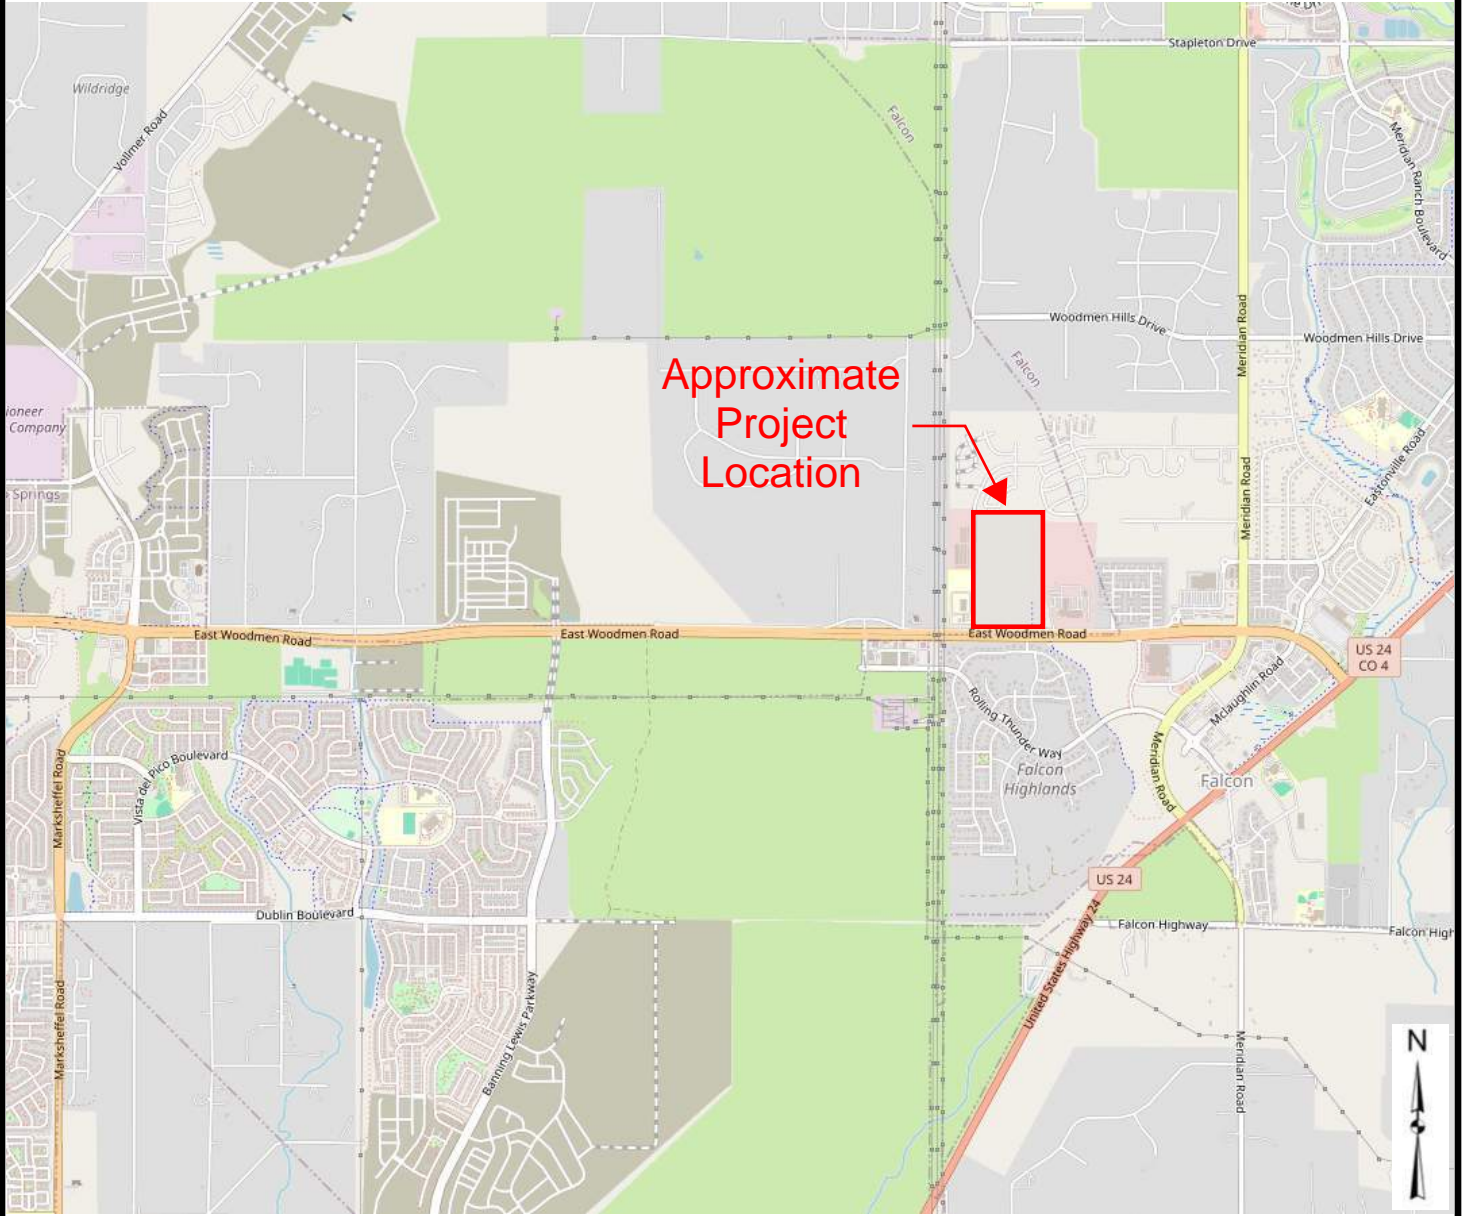 Stapleton Drive
Wildridge
Vollmer Road
Falcon
Meridian Ranch Boulevard
Woodmen Hills Drive
Woodmen Hills Drive
Meridian Road
Falcon
Approximate
Project
Location
Company
Springs
Meridian Road
Eastonville Road
East Woodmen Road
East Woodmen Road
East Woodmen Road
US 24
CO 4
Mclaughlin Road
Rolling Thunder Way
Falcon
Highlands
Meridian Road
Falcon
Marksheffel Road
Vista del Pico Boulevard
US 24
Dublin Boulevard
Falcon Highway
Falcon High
United States Highway 24
Marksheffel Road
Banning Lewis Parkway
Meridian Road
N